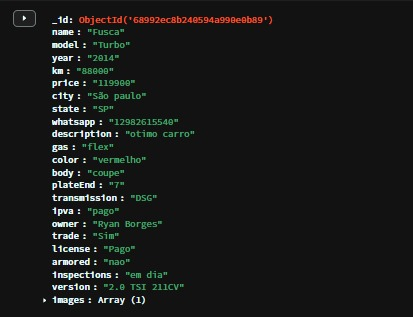 _id: ObjectId('68992ec8b240594a990e0b89')
name: "Fusca"
model: "Turbo"
year: "2014"
km: "88000"
price: "119900"
city: "São paulo"
state: "SP"
whatsapp: "12982615540"
description: "otimo carro"
gas: "flex"
color: "vermelho"
body: "coupe"
plateEnd: "7"
transmission: "DSG"
ipva: "pago"
owner: "Ryan Borges"
trade: "Sim"
license: "Pago"
armored: "nao"
inspections: "em dia"
version: "2.0 TSI 211CV"
images: Array (1)